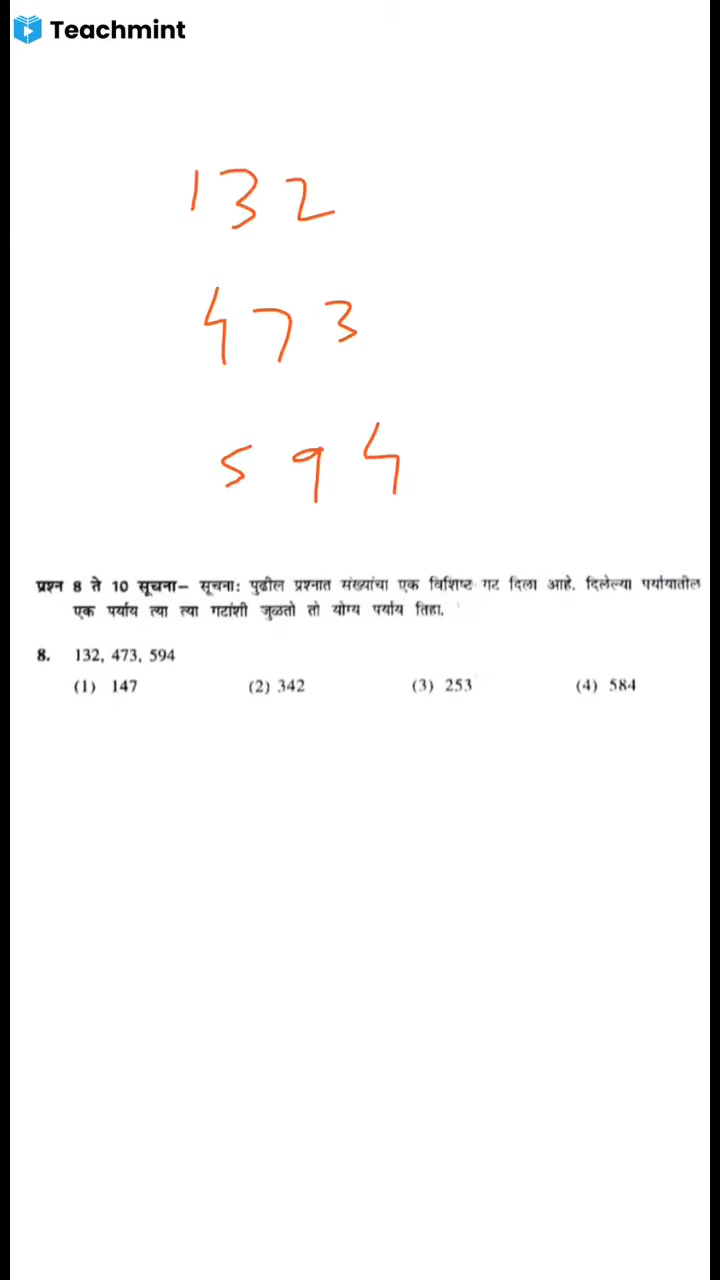 Teachmint
132
473
594
प्रश्न 8 ते 10 सूचना– सूचना: पुढील प्रश्नात संख्यांचा एक विशिष्ट गट दिला आहे. दिलेल्या पर्यायातील
एक पर्याय त्या त्या गटांशी जुळतो तो योग्य पर्याय लिहा.
8. 132, 473, 594
(1) 147 (2) 342 (3) 253 (4) 584